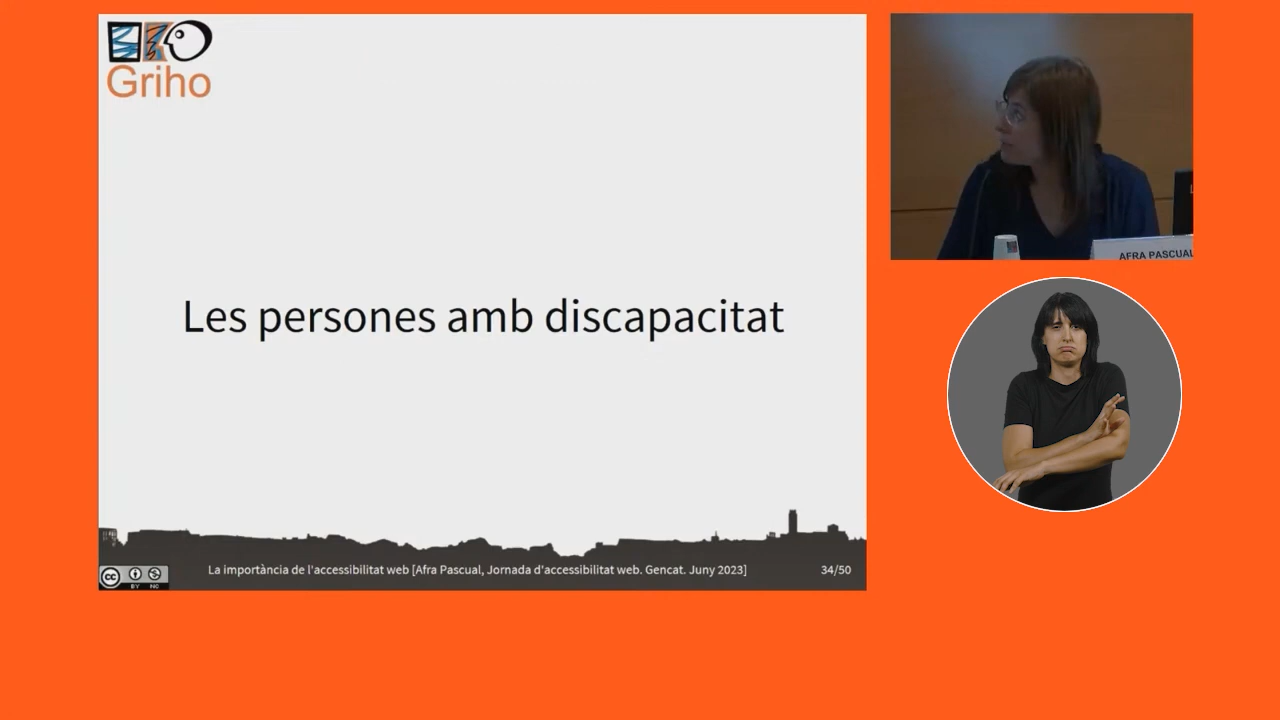 Griho
AFRA PASCUAL
Les persones amb discapacitat
La importància de l'accessibilitat web [Afra Pascual, Jornada d'accessibilitat web. Gencat. Juny 2023]
34/50
cc
BY NC